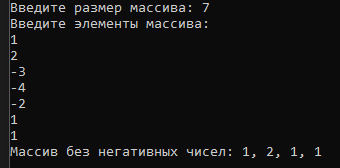 Введите размер массива: 7
Введите элементы массива:
1
2
-3
-4
-2
1
1
Массив без негативных чисел: 1, 2, 1, 1